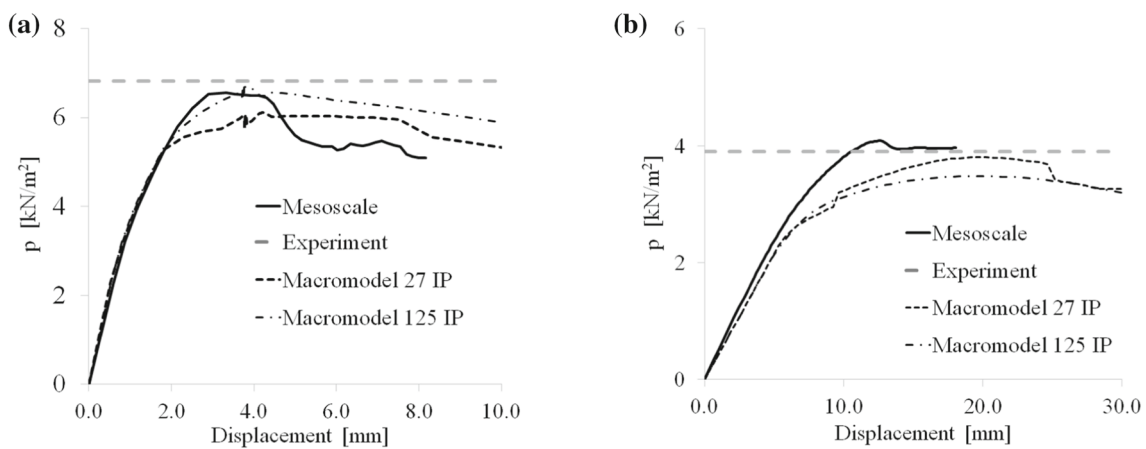 (a)
p [kN/m²]
8
6
4
2
0
Mesoscale
Experiment
Macromodel 27 IP
Macromodel 125 IP
0.0 2.0 4.0 6.0 8.0 10.0
Displacement [mm]
(b)
p [kN/m²]
6
4
2
0
Mesoscale
Experiment
Macromodel 27 IP
Macromodel 125 IP
0.0 10.0 20.0 30.0
Displacement [mm]